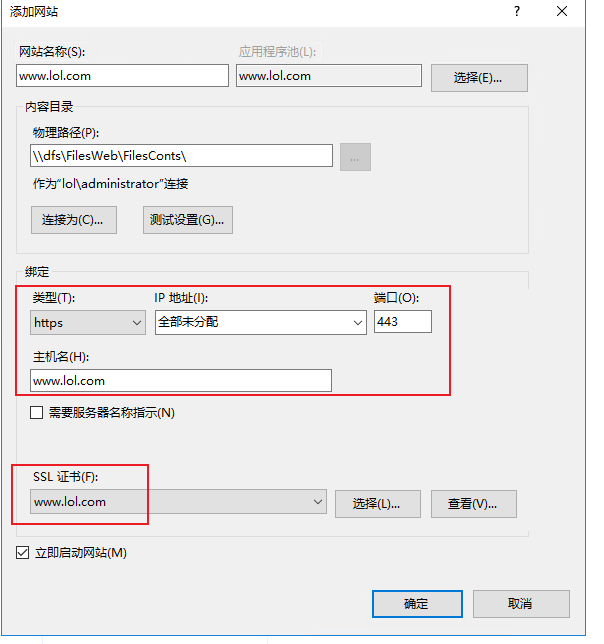 添加网站
?
网站名称(S):
应用程序池(L):
www.lol.com
www.lol.com
选择(E)...
内容目录
物理路径(P):
\\dfs\FilesWeb\FilesConts\
...
作为“lol\administrator”连接
连接为(C)...
测试设置(G)...
绑定
类型(T):
IP 地址(I):
端口(O):
https
全部未分配
443
主机名(H):
www.lol.com
需要服务器名称指示(N)
SSL 证书(F):
www.lol.com
选择(L)...
查看(V)...
立即启动网站(M)
确定
取消